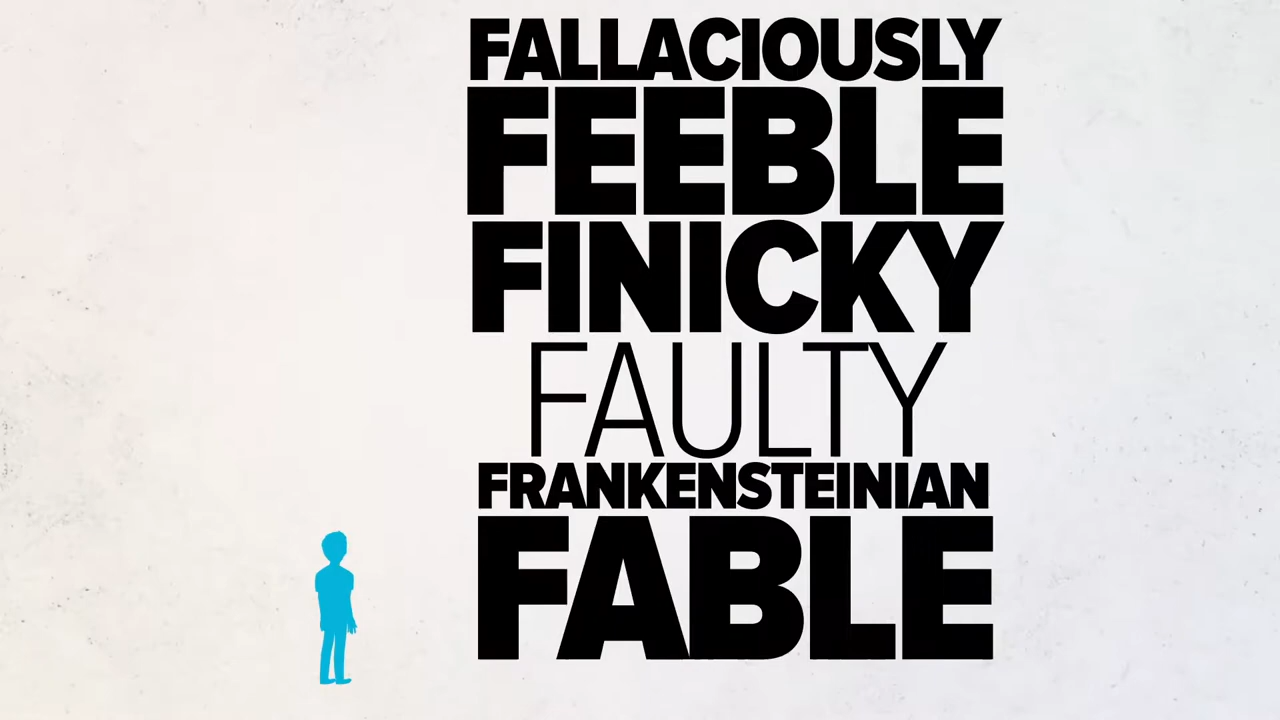 FALLACIOUSLY
FEEBLE
FINICKY
FAULTY
FRANKENSTEINIAN
FABLE